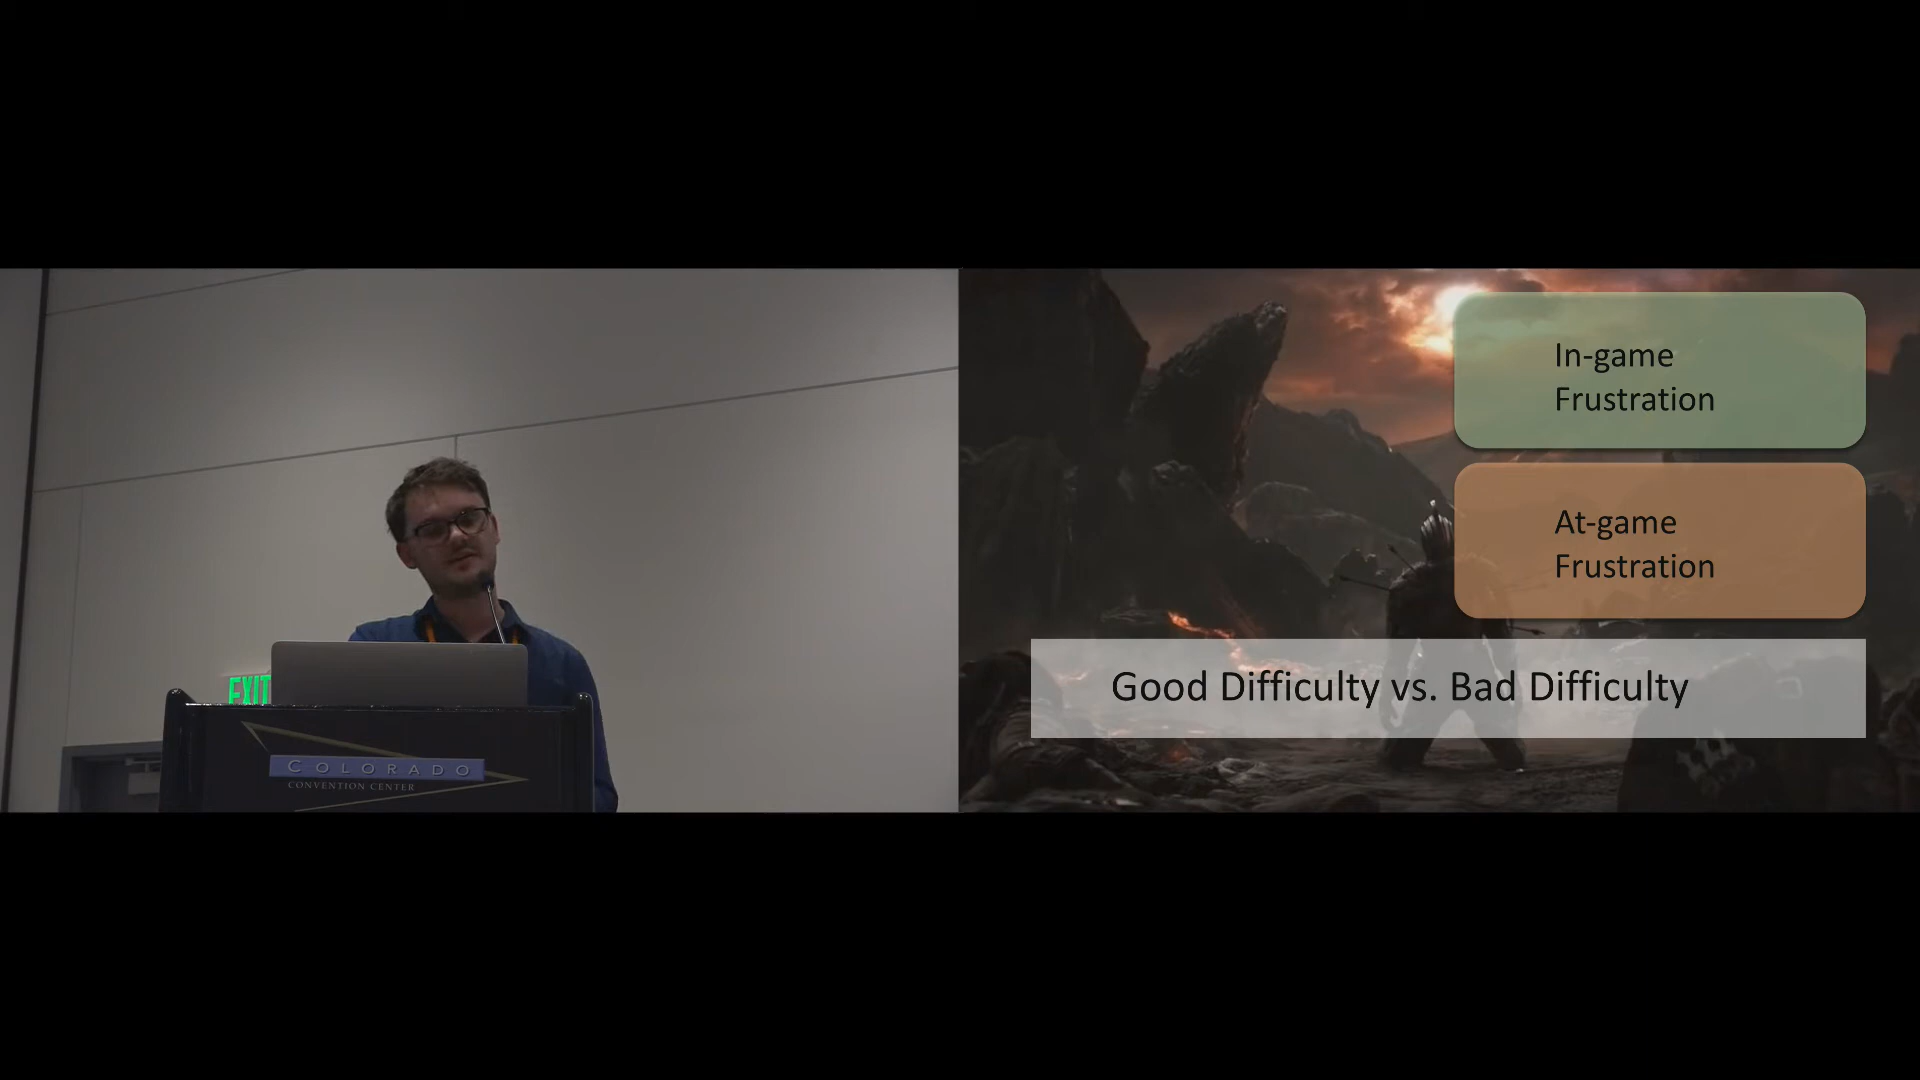 EXIT
COLORADO
CONVENTION CENTER
In-game
Frustration
At-game
Frustration
Good Difficulty vs. Bad Difficulty